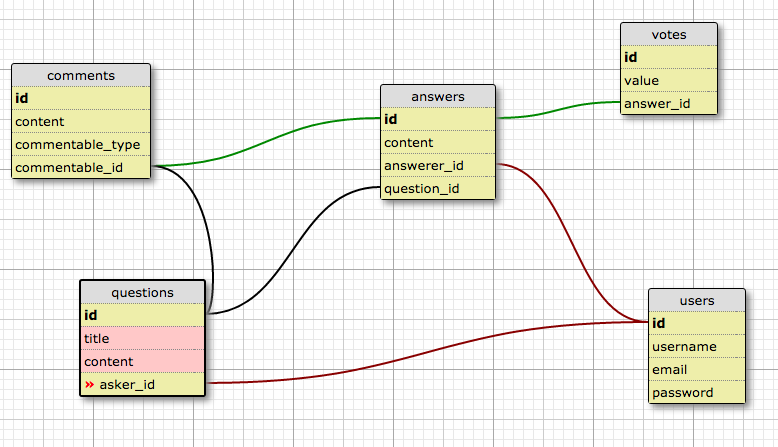 comments
id
content
commentable_type
commentable_id
answers
id
content
answerer_id
question_id
votes
id
value
answer_id
questions
id
title
content
» asker_id
users
id
username
email
password